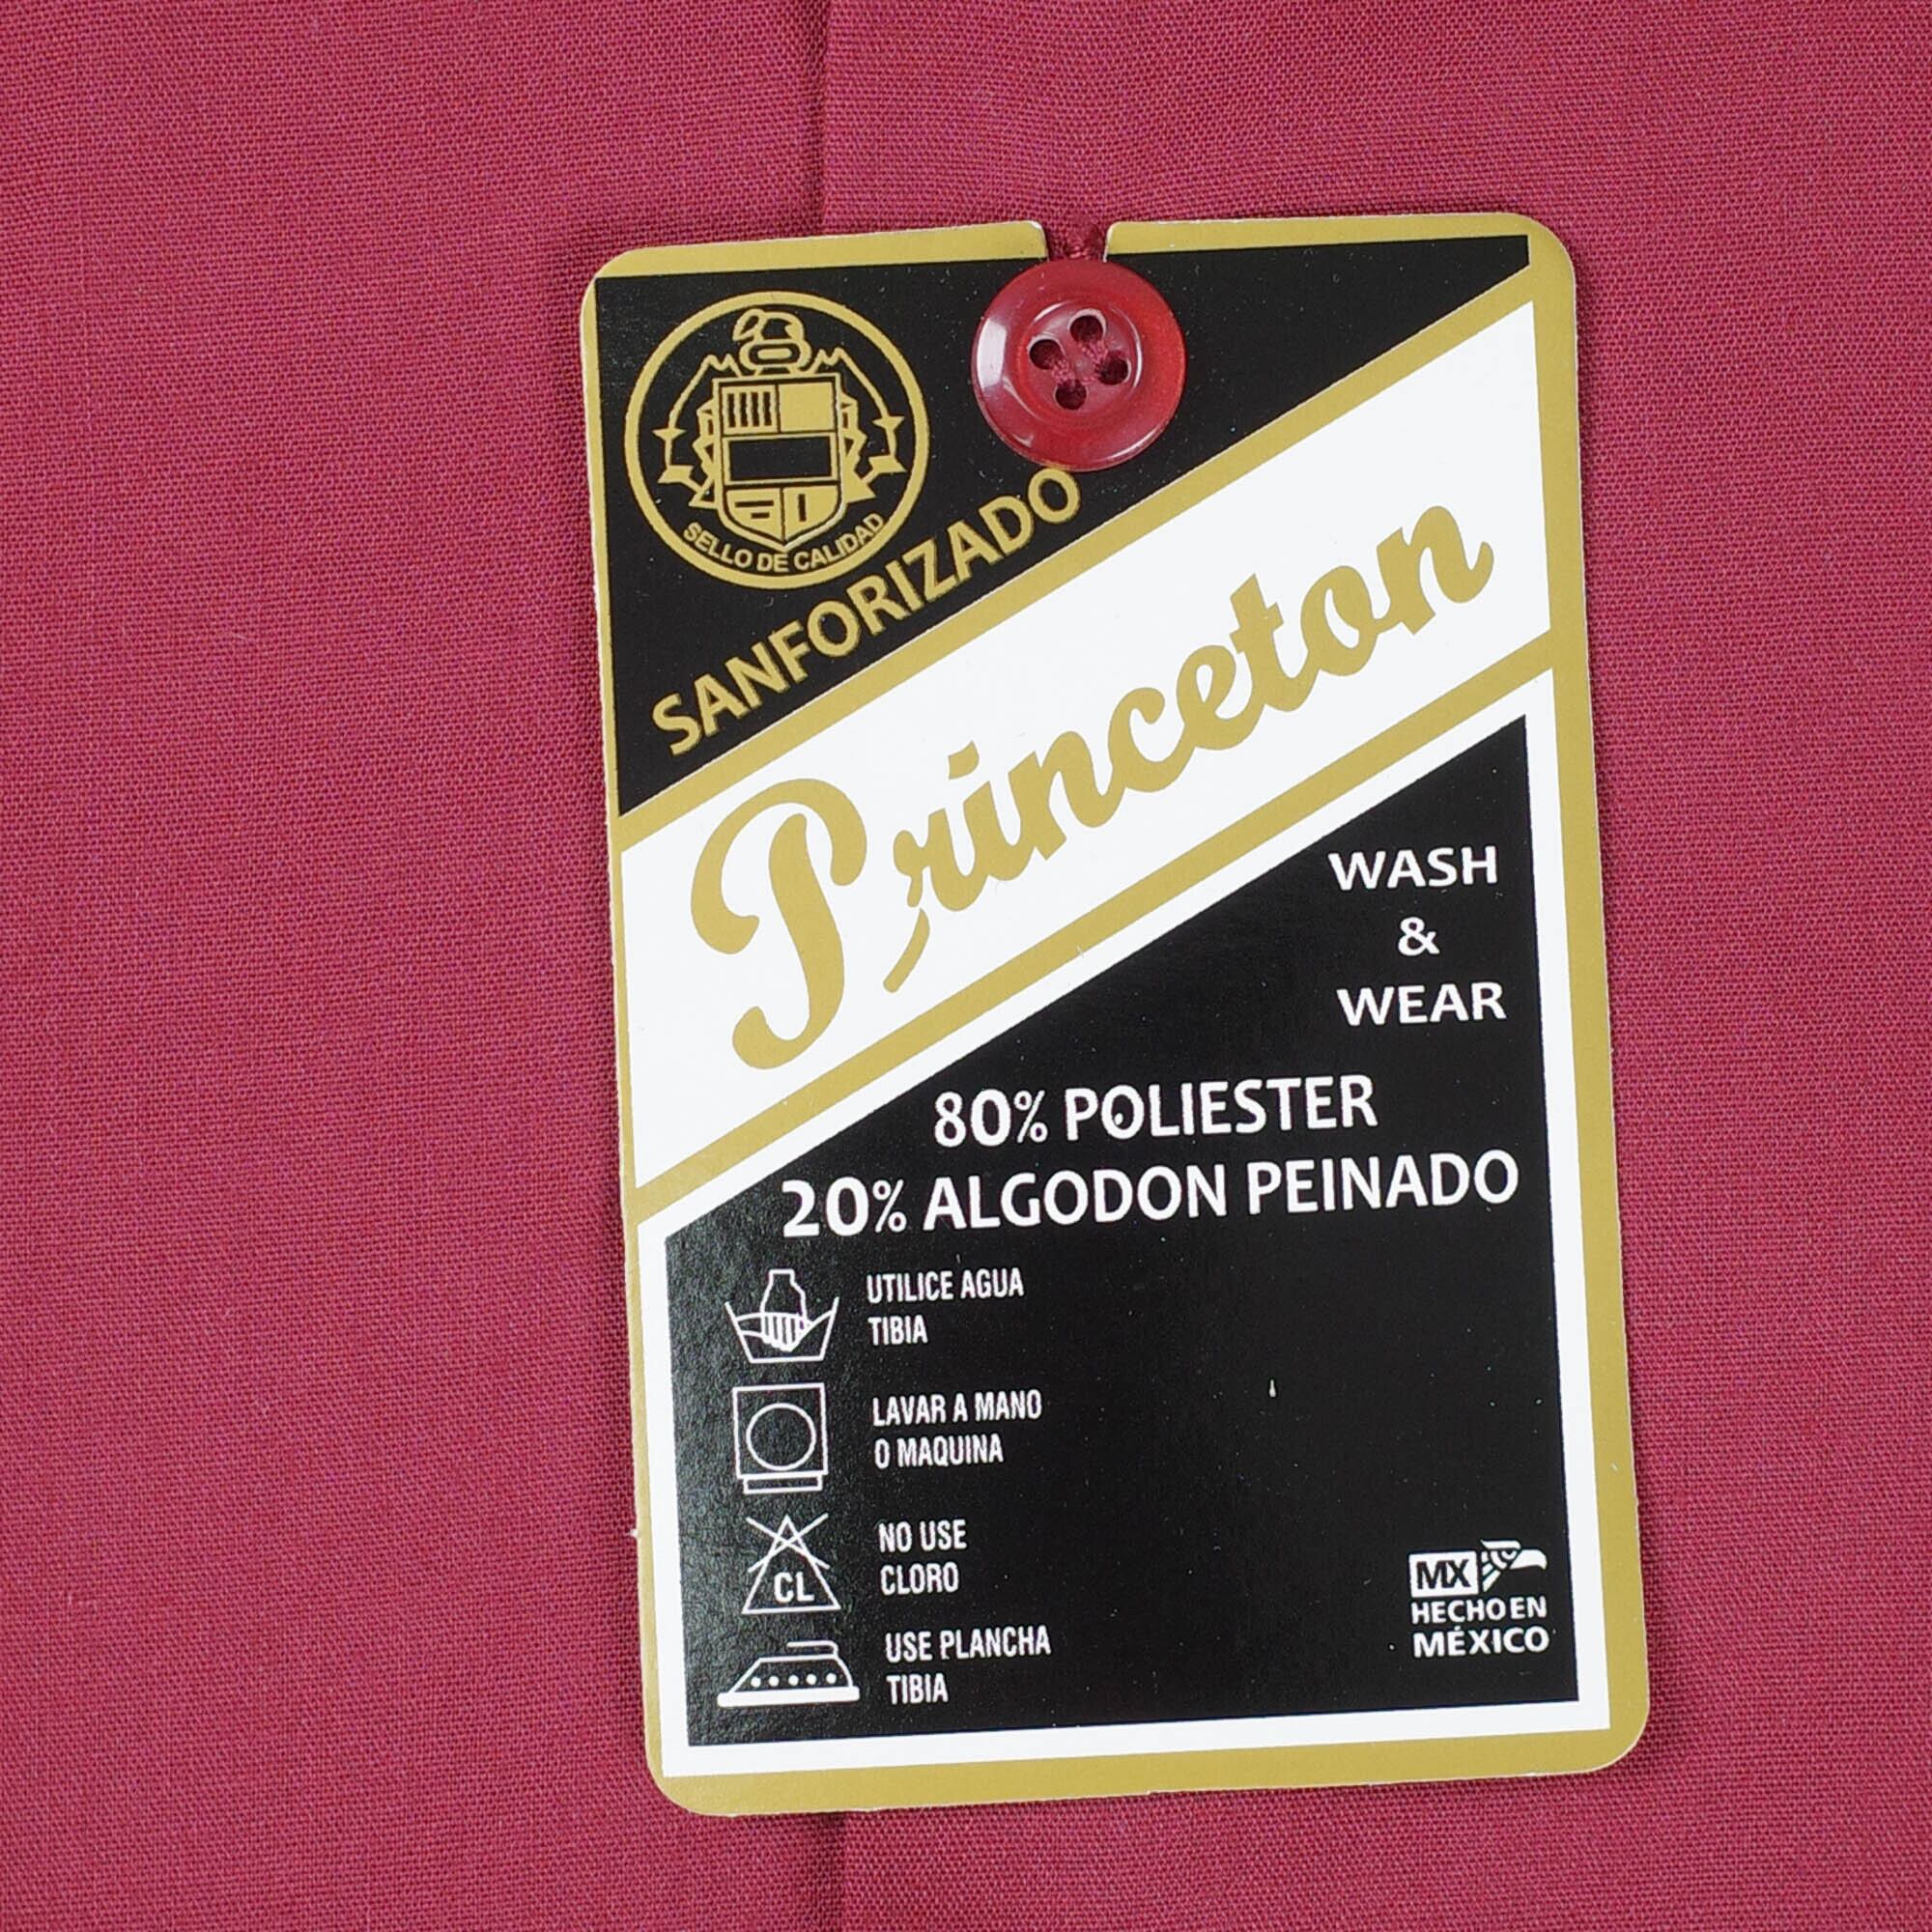 SELLO DE CALIDAD
SANFORIZADO
Princeton
WASH
&
WEAR
80% POLIESTER
20% ALGODON PEINADO
UTILICE AGUA
TIBIA
LAVAR A MANO
O MAQUINA
CL
NO USE
CLORO
USE PLANCHA
TIBIA
MX
HECHO EN
MÉXICO